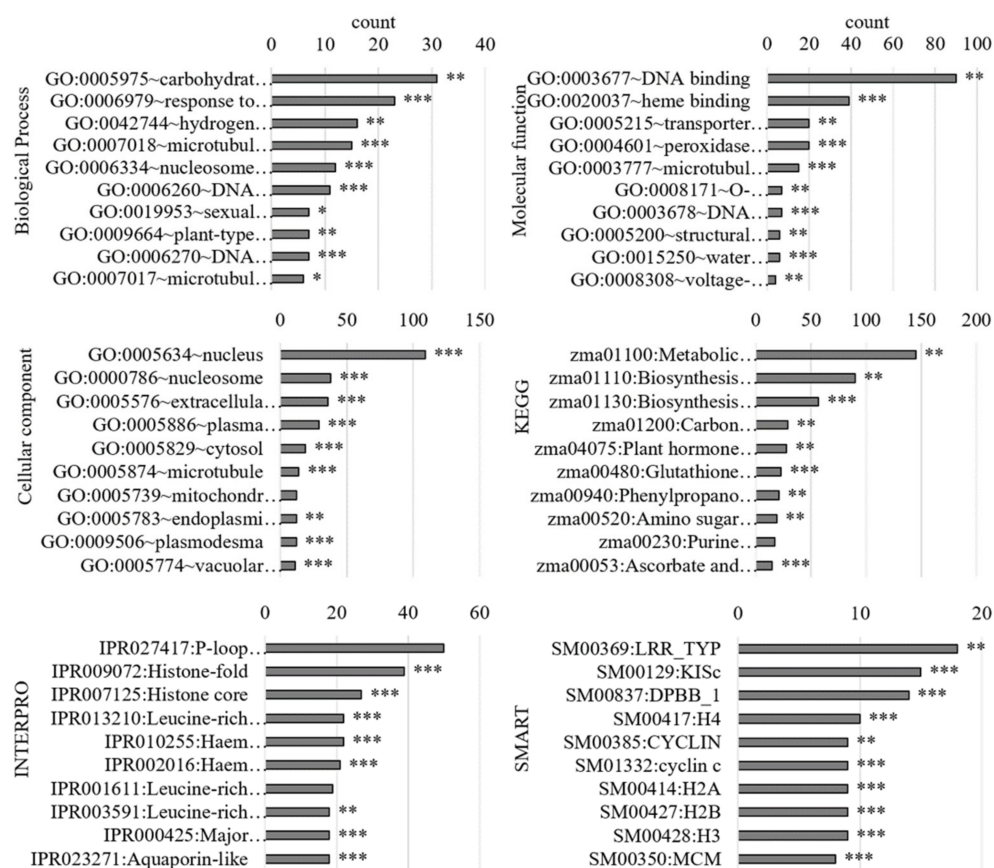 count
0 10 20 30 40
Biological Process
GO:0005975~carbohydrat... **
GO:0006979~response to... ***
GO:0042744~hydrogen... **
GO:0007018~microtubul... ***
GO:0006334~nucleosome... ***
GO:0006260~DNA... ***
GO:0019953~sexual... *
GO:0009664~plant-type... **
GO:0006270~DNA... ***
GO:0007017~microtubul... *
count
0 20 40 60 80 100
Molecular function
GO:0003677~DNA binding **
GO:0020037~heme binding ***
GO:0005215~transporter... **
GO:0004601~peroxidase... ***
GO:0003777~microtubul... ***
GO:0008171~O-... **
GO:0003678~DNA... ***
GO:0005200~structural... **
GO:0015250~water... ***
GO:0008308~voltage-... **
0 50 100 150
Cellular component
GO:0005634~nucleus ***
GO:0000786~nucleosome ***
GO:0005576~extracellula... ***
GO:0005886~plasma... ***
GO:0005829~cytosol ***
GO:0005874~microtubule ***
GO:0005739~mitochondr...
GO:0005783~endoplasmi... **
GO:0009506~plasmodesma ***
GO:0005774~vacuolar... ***
0 50 100 150 200
KEGG
zma01100:Metabolic... **
zma01110:Biosynthesis... **
zma01130:Biosynthesis... ***
zma01200:Carbon... **
zma04075:Plant hormone... **
zma00480:Glutathione... ***
zma00940:Phenylpropano... **
zma00520:Amino sugar... **
zma00230:Purine...
zma00053:Ascorbate and... ***
0 20 40 60
INTERPRO
IPR027417:P-loop...
IPR009072:Histone-fold ***
IPR007125:Histone core ***
IPR013210:Leucine-rich... ***
IPR010255:Haem... ***
IPR002016:Haem... ***
IPR001611:Leucine-rich...
IPR003591:Leucine-rich... **
IPR000425:Major... ***
IPR023271:Aquaporin-like ***
0 10 20
SMART
SM00369:LRR_TYP **
SM00129:KISc ***
SM00837:DPBB_1 ***
SM00417:H4 ***
SM00385:CYCLIN **
SM01332:cyclin c ***
SM00414:H2A ***
SM00427:H2B ***
SM00428:H3 ***
SM00350:MCM ***